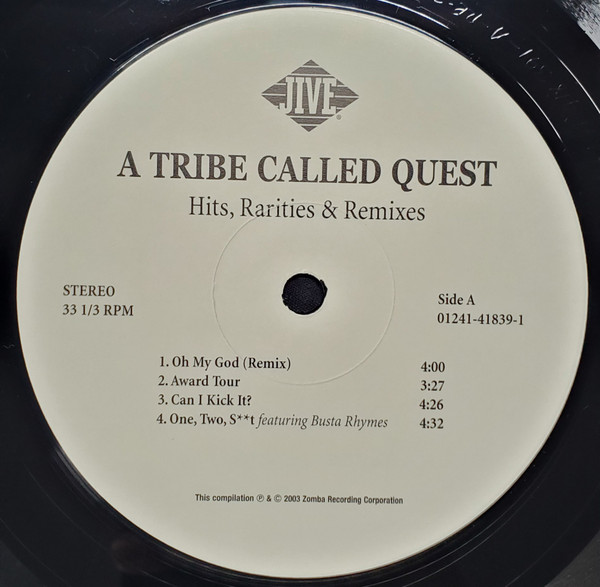 JIVE®
A TRIBE CALLED QUEST
Hits, Rarities & Remixes
STEREO
33 1/3 RPM
Side A
01241-41839-1
1. Oh My God (Remix) 4:00
2. Award Tour 3:27
3. Can I Kick It? 4:26
4. One, Two, S**t featuring Busta Rhymes 4:32
This compilation ℗ & © 2003 Zomba Recording Corporation